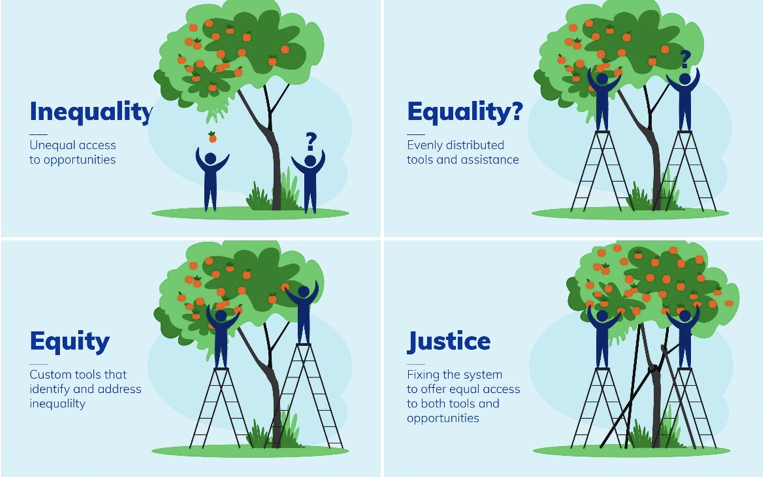 Inequality
Unequal access
to opportunities
?
Equality?
Evenly distributed
tools and assistance
?
Equity
Custom tools that
identify and address
inequalilty
Justice
Fixing the system
to offer equal access
to both tools and
opportunities